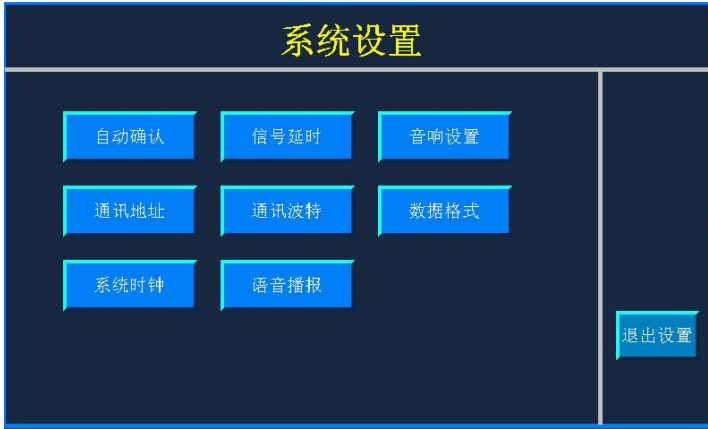 系统设置
自动确认 信号延时 音响设置
通讯地址 通讯波特 数据格式
系统时钟 语音播报
退出设置